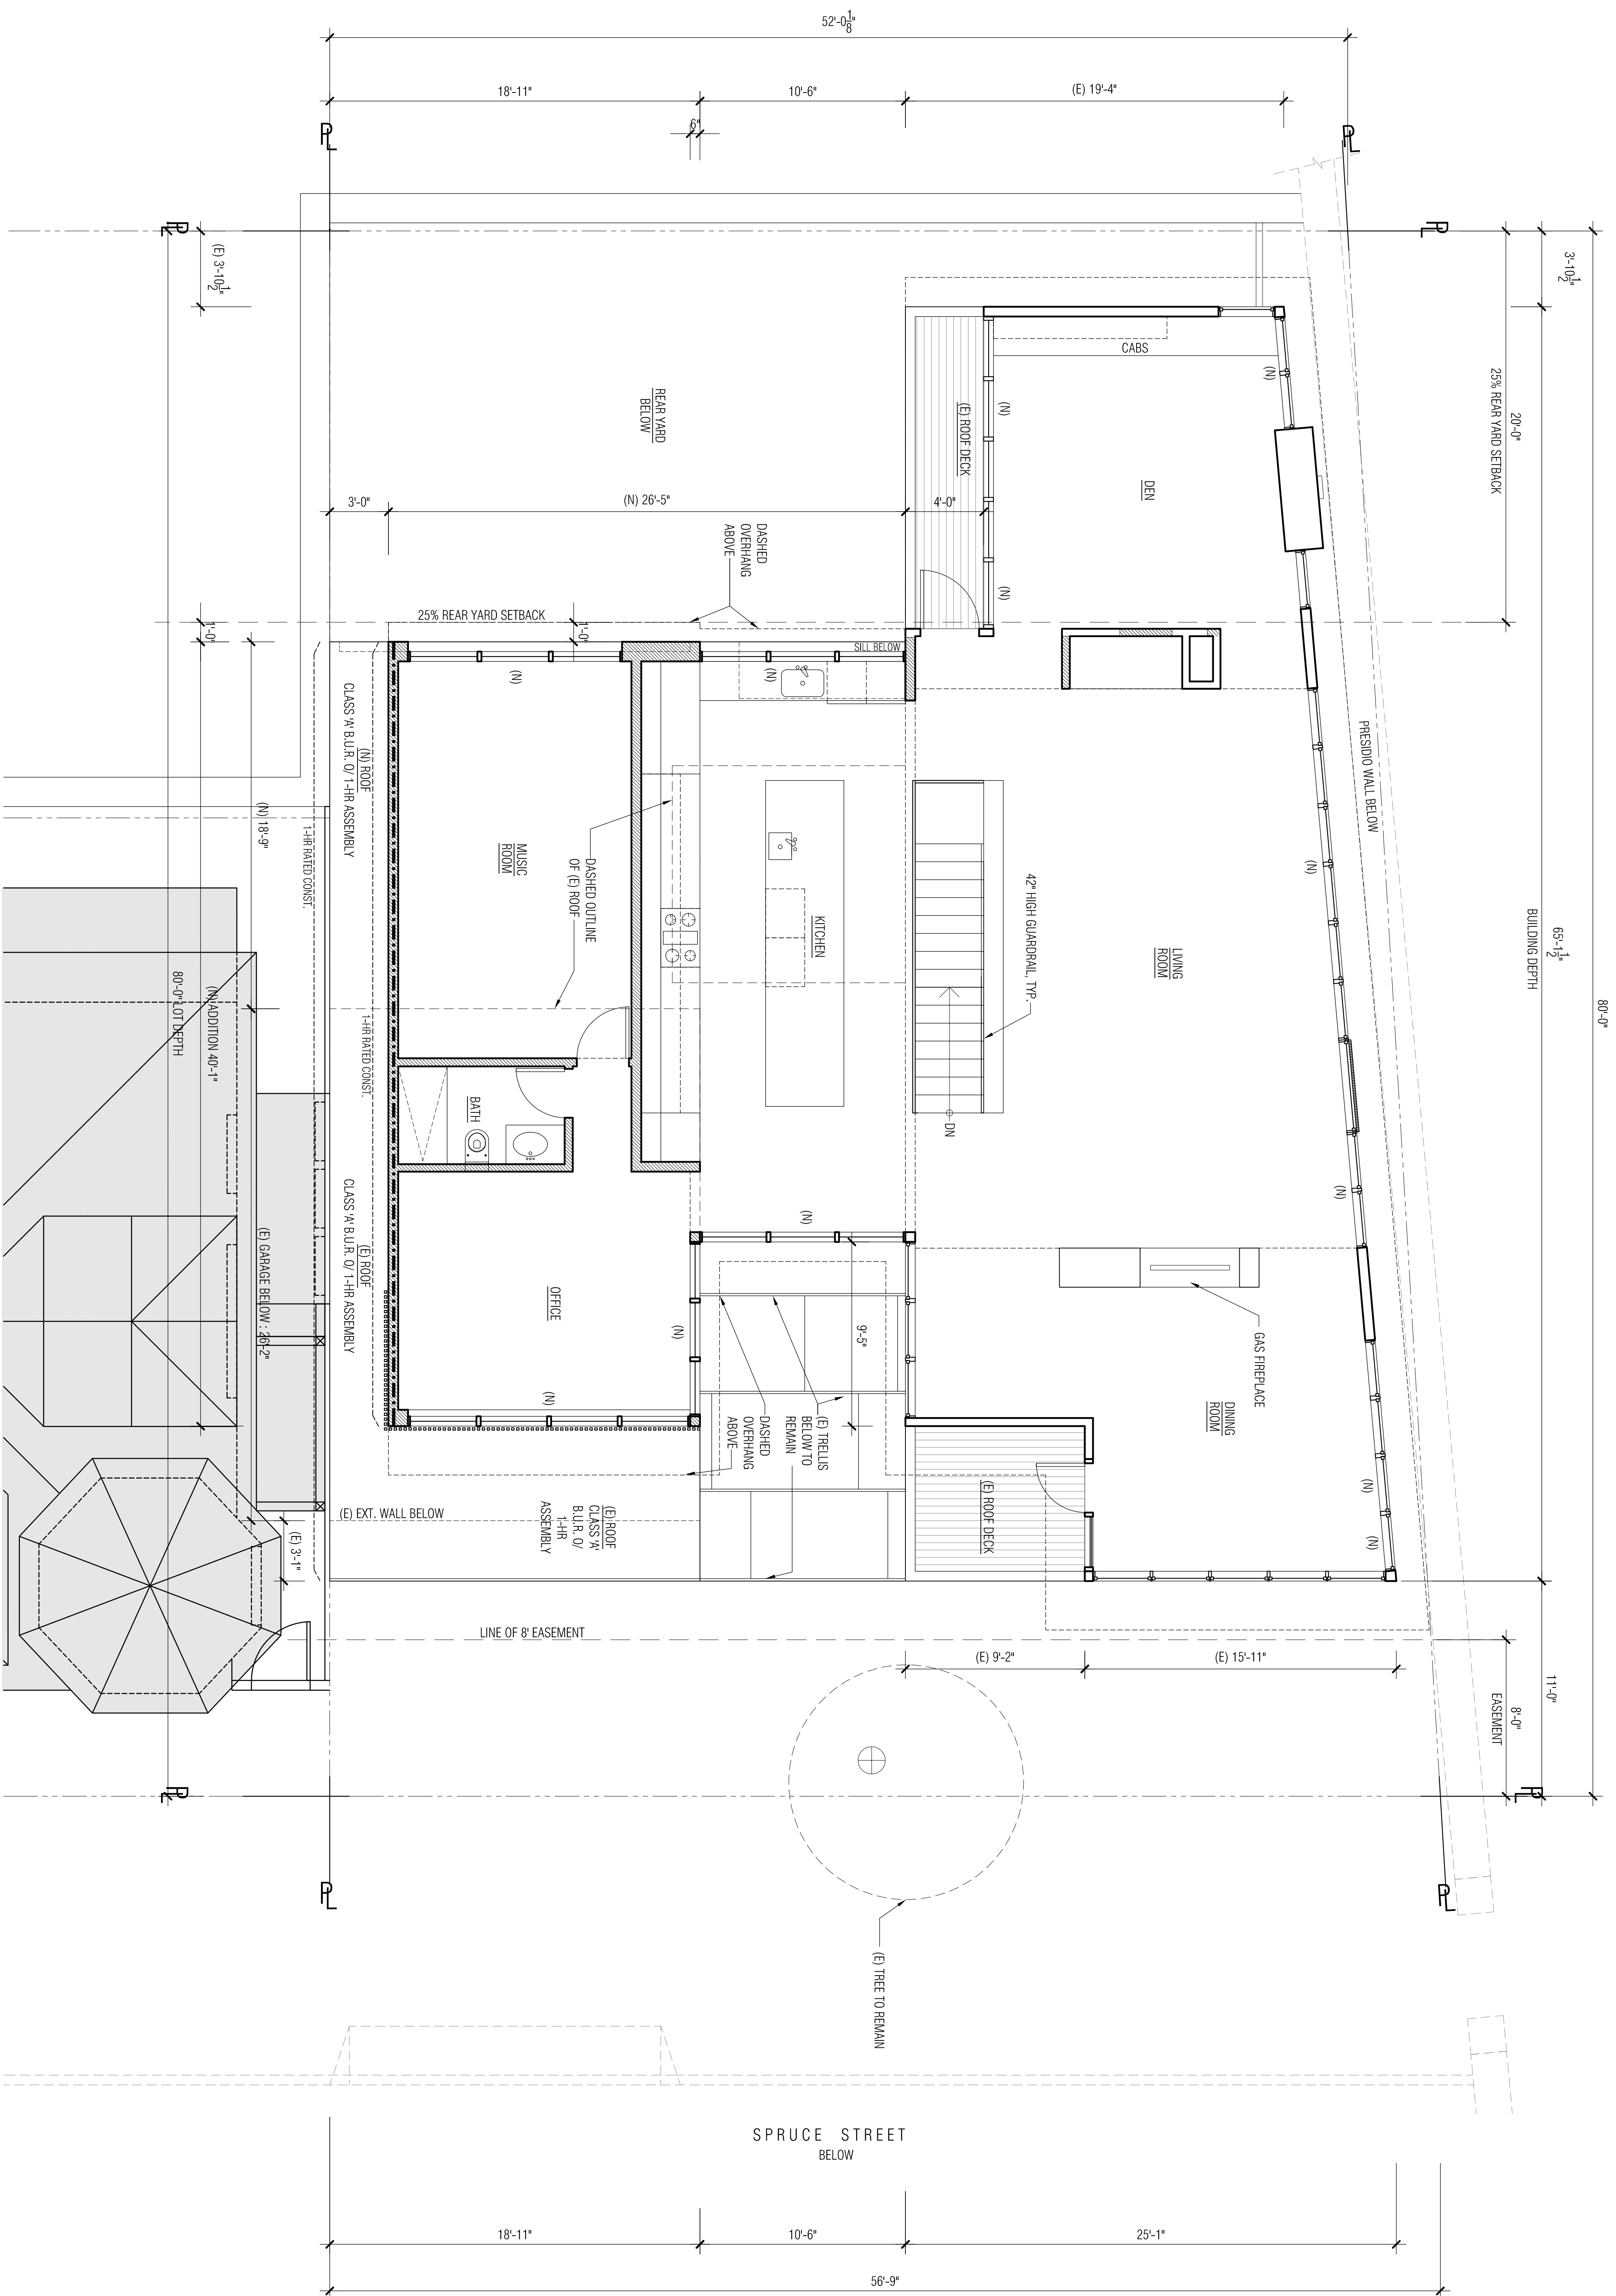 52'-0 1/8"
18'-11"
10'-6"
(E) 19'-4"
6"
PL
PL
PL
PL
(E) 3'-10 1/2"
3'-10 1/2"
20'-0"
25% REAR YARD SETBACK
65'-1 1/2"
BUILDING DEPTH
80'-0"
CABS
(N)
(N)
(E) ROOF DECK
DEN
REAR YARD
BELOW
3'-0"
(N) 26'-5"
4'-0"
DASHED
OVERHANG
ABOVE
(N)
25% REAR YARD SETBACK
1'-0"
1'-0"
SILL BELOW
(N)
(N)
PRESIDIO WALL BELOW
(N) ROOF
CLASS 'A' B.U.R. O/ 1-HR ASSEMBLY
(N) 18'-9"
1-HR RATED CONST.
MUSIC
ROOM
DASHED OUTLINE
OF (E) ROOF
KITCHEN
42" HIGH GUARDRAIL, TYP.
LIVING
ROOM
(N)
(N) ADDITION 40'-1"
80'-0" LOT DEPTH
1-HR RATED CONST.
BATH
DN
(N)
(N)
(E) ROOF
CLASS 'A' B.U.R. O/ 1-HR ASSEMBLY
(E) GARAGE BELOW : 26'-2"
OFFICE
(N)
(N)
9'-5"
GAS FIREPLACE
DINING
ROOM
(E) TRELLIS
BELOW TO
REMAIN
DASHED
OVERHANG
ABOVE
(N)
(N)
(E) ROOF DECK
(E) ROOF
CLASS 'A'
B.U.R. O/
1-HR
ASSEMBLY
(E) EXT. WALL BELOW
(E) 3'-1"
LINE OF 8' EASEMENT
(E) 9'-2"
(E) 15'-11"
11'-0"
8'-0"
EASEMENT
PL
PL
PL
PL
(E) TREE TO REMAIN
SPRUCE STREET
BELOW
18'-11"
10'-6"
25'-1"
56'-9"